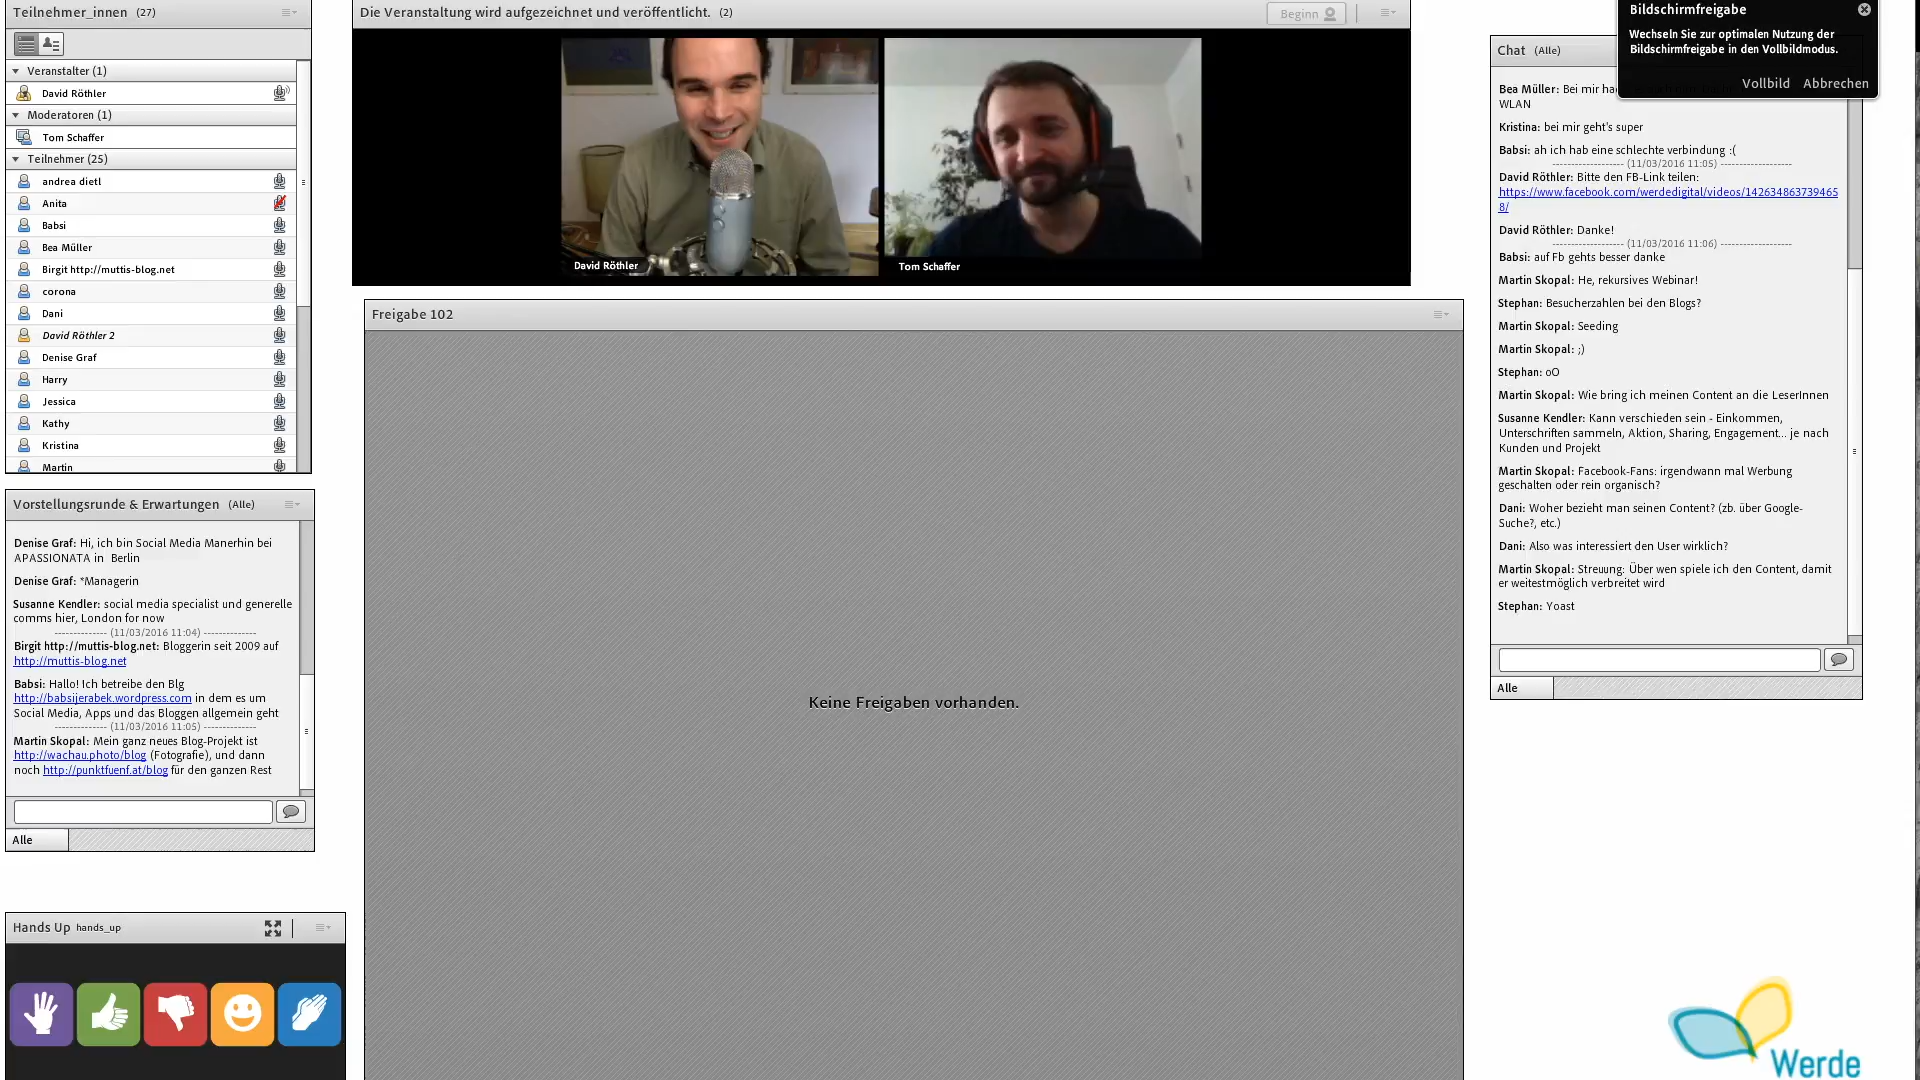 Teilnehmer_innen (27)
Veranstalter (1)
David Röthler
Moderatoren (1)
Tom Schaffer
Teilnehmer (25)
andrea dietl
Anita
Babsi
Bea Müller
Birgit http://muttis-blog.net
corona
Dani
David Röthler 2
Denise Graf
Harry
Jessica
Kathy
Kristina
Martin
Vorstellungsrunde & Erwartungen (Alle)
Denise Graf: Hi, ich bin Social Media Manerhin bei
APASSIONATA in Berlin
Denise Graf: *Managerin
Susanne Kendler: social media specialist und generelle
comms hier, London for now
-------------- (11/03/2016 11:04) --------------
Birgit http://muttis-blog.net: Bloggerin seit 2009 auf
http://muttis-blog.net
Babsi: Hallo! Ich betreibe den Blg
http://babsijerabek.wordpress.com in dem es um
Social Media, Apps und das Bloggen allgemein geht
-------------- (11/03/2016 11:05) --------------
Martin Skopal: Mein ganz neues Blog-Projekt ist
http://wachau.photo/blog (Fotografie), und dann
noch http://punktfuenf.at/blog für den ganzen Rest
Alle
Hands Up hands_up
Die Veranstaltung wird aufgezeichnet und veröffentlicht. (2)
Beginn
David Röthler
Tom Schaffer
Freigabe 102
Keine Freigaben vorhanden.
Bildschirmfreigabe
Wechseln Sie zur optimalen Nutzung der
Bildschirmfreigabe in den Vollbildmodus.
Vollbild Abbrechen
Chat (Alle)
Bea Müller: Bei mir
WLAN
Kristina: bei mir geht's super
Babsi: ah ich hab eine schlechte verbindung :(
------------------- (11/03/2016 11:05) -------------------
David Röthler: Bitte den FB-Link teilen:
https://www.facebook.com/werdedigital/videos/142634863739465
8/
David Röthler: Danke!
------------------- (11/03/2016 11:06) -------------------
Babsi: auf Fb gehts besser danke
Martin Skopal: He, rekursives Webinar!
Stephan: Besucherzahlen bei den Blogs?
Martin Skopal: Seeding
Martin Skopal: ;)
Stephan: oO
Martin Skopal: Wie bring ich meinen Content an die LeserInnen
Susanne Kendler: Kann verschieden sein - Einkommen,
Unterschriften sammeln, Aktion, Sharing, Engagement... je nach
Kunden und Projekt
Martin Skopal: Facebook-Fans: irgendwann mal Werbung
geschalten oder rein organisch?
Dani: Woher bezieht man seinen Content? (zb. über Google-
Suche?, etc.)
Dani: Also was interessiert den User wirklich?
Martin Skopal: Streuung: Über wen spiele ich den Content, damit
er weitestmöglich verbreitet wird
Stephan: Yoast
Alle
Werde